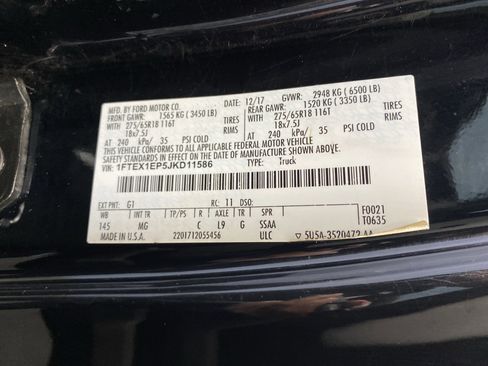 MFD. BY FORD MOTOR CO. 12/17 GVWR: 2948 KG ( 6500 LB)
FRONT GAWR: 1565 KG ( 3450 LB) REAR GAWR: 1520 KG ( 3350 LB)
WITH WITH
275/65R18 116T TIRES 275/65R18 116T TIRES
18x7.5J RIMS 18x7.5J RIMS
AT 240 kPa/ 35 PSI COLD AT 240 kPa/ 35 PSI COLD
THIS VEHICLE CONFORMS TO ALL APPLICABLE FEDERAL MOTOR VEHICLE
SAFETY STANDARDS IN EFFECT ON THE DATE OF MANUFACTURE SHOWN ABOVE.
VIN: 1FTEX1EP5JKD11586 TYPE: Truck
EXT PNT: G1 RC: 11 DSO: F0021
WB INT TR TP/PS R AXLE TR SPR T0635
145 MG C L9 G SSAA
MADE IN U.S.A. 2201712055456 ULC 5U5A-3520472-AA